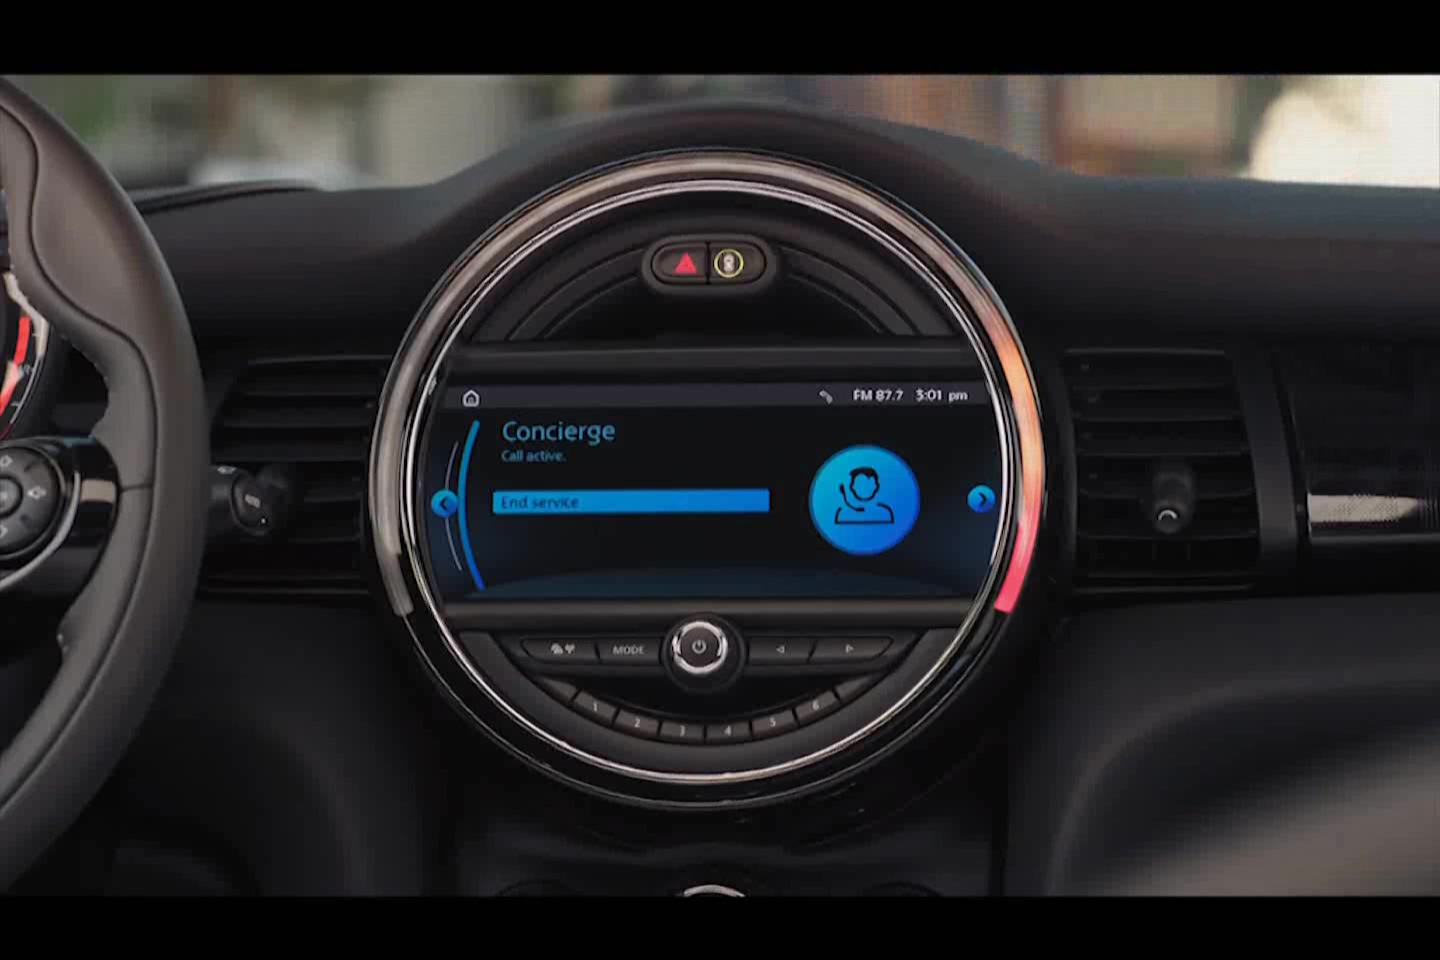 FM 87.7 3:01 pm
Concierge
Call active.
End service
MODE
1 2 3 4 5 6